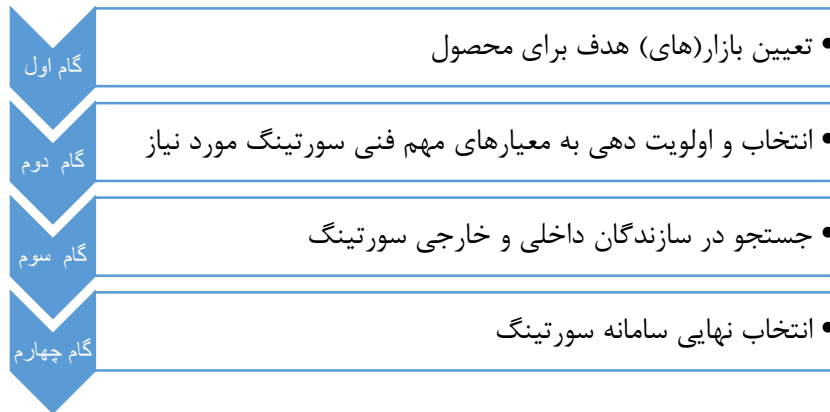 گام اول
• تعیین بازار(های) هدف برای محصول
گام دوم
• انتخاب و اولویت دهی به معیارهای مهم فنی سورتینگ مورد نیاز
گام سوم
• جستجو در سازندگان داخلی و خارجی سورتینگ
گام چهارم
• انتخاب نهایی سامانه سورتینگ